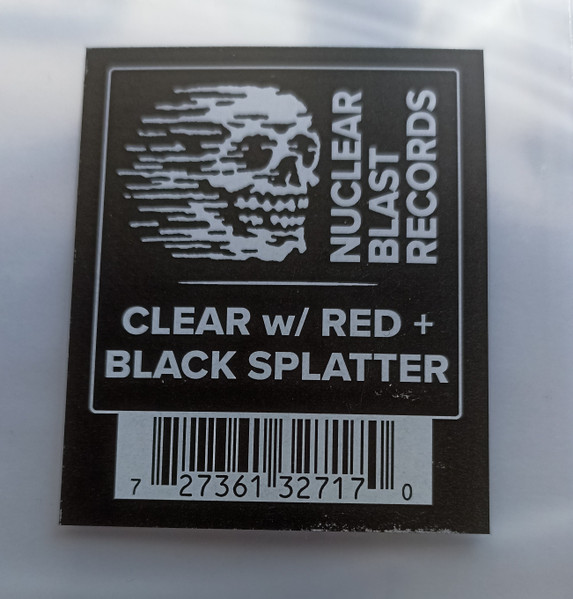 NUCLEAR
BLAST
RECORDS
CLEAR w/ RED +
BLACK SPLATTER
7 27361 32717 0